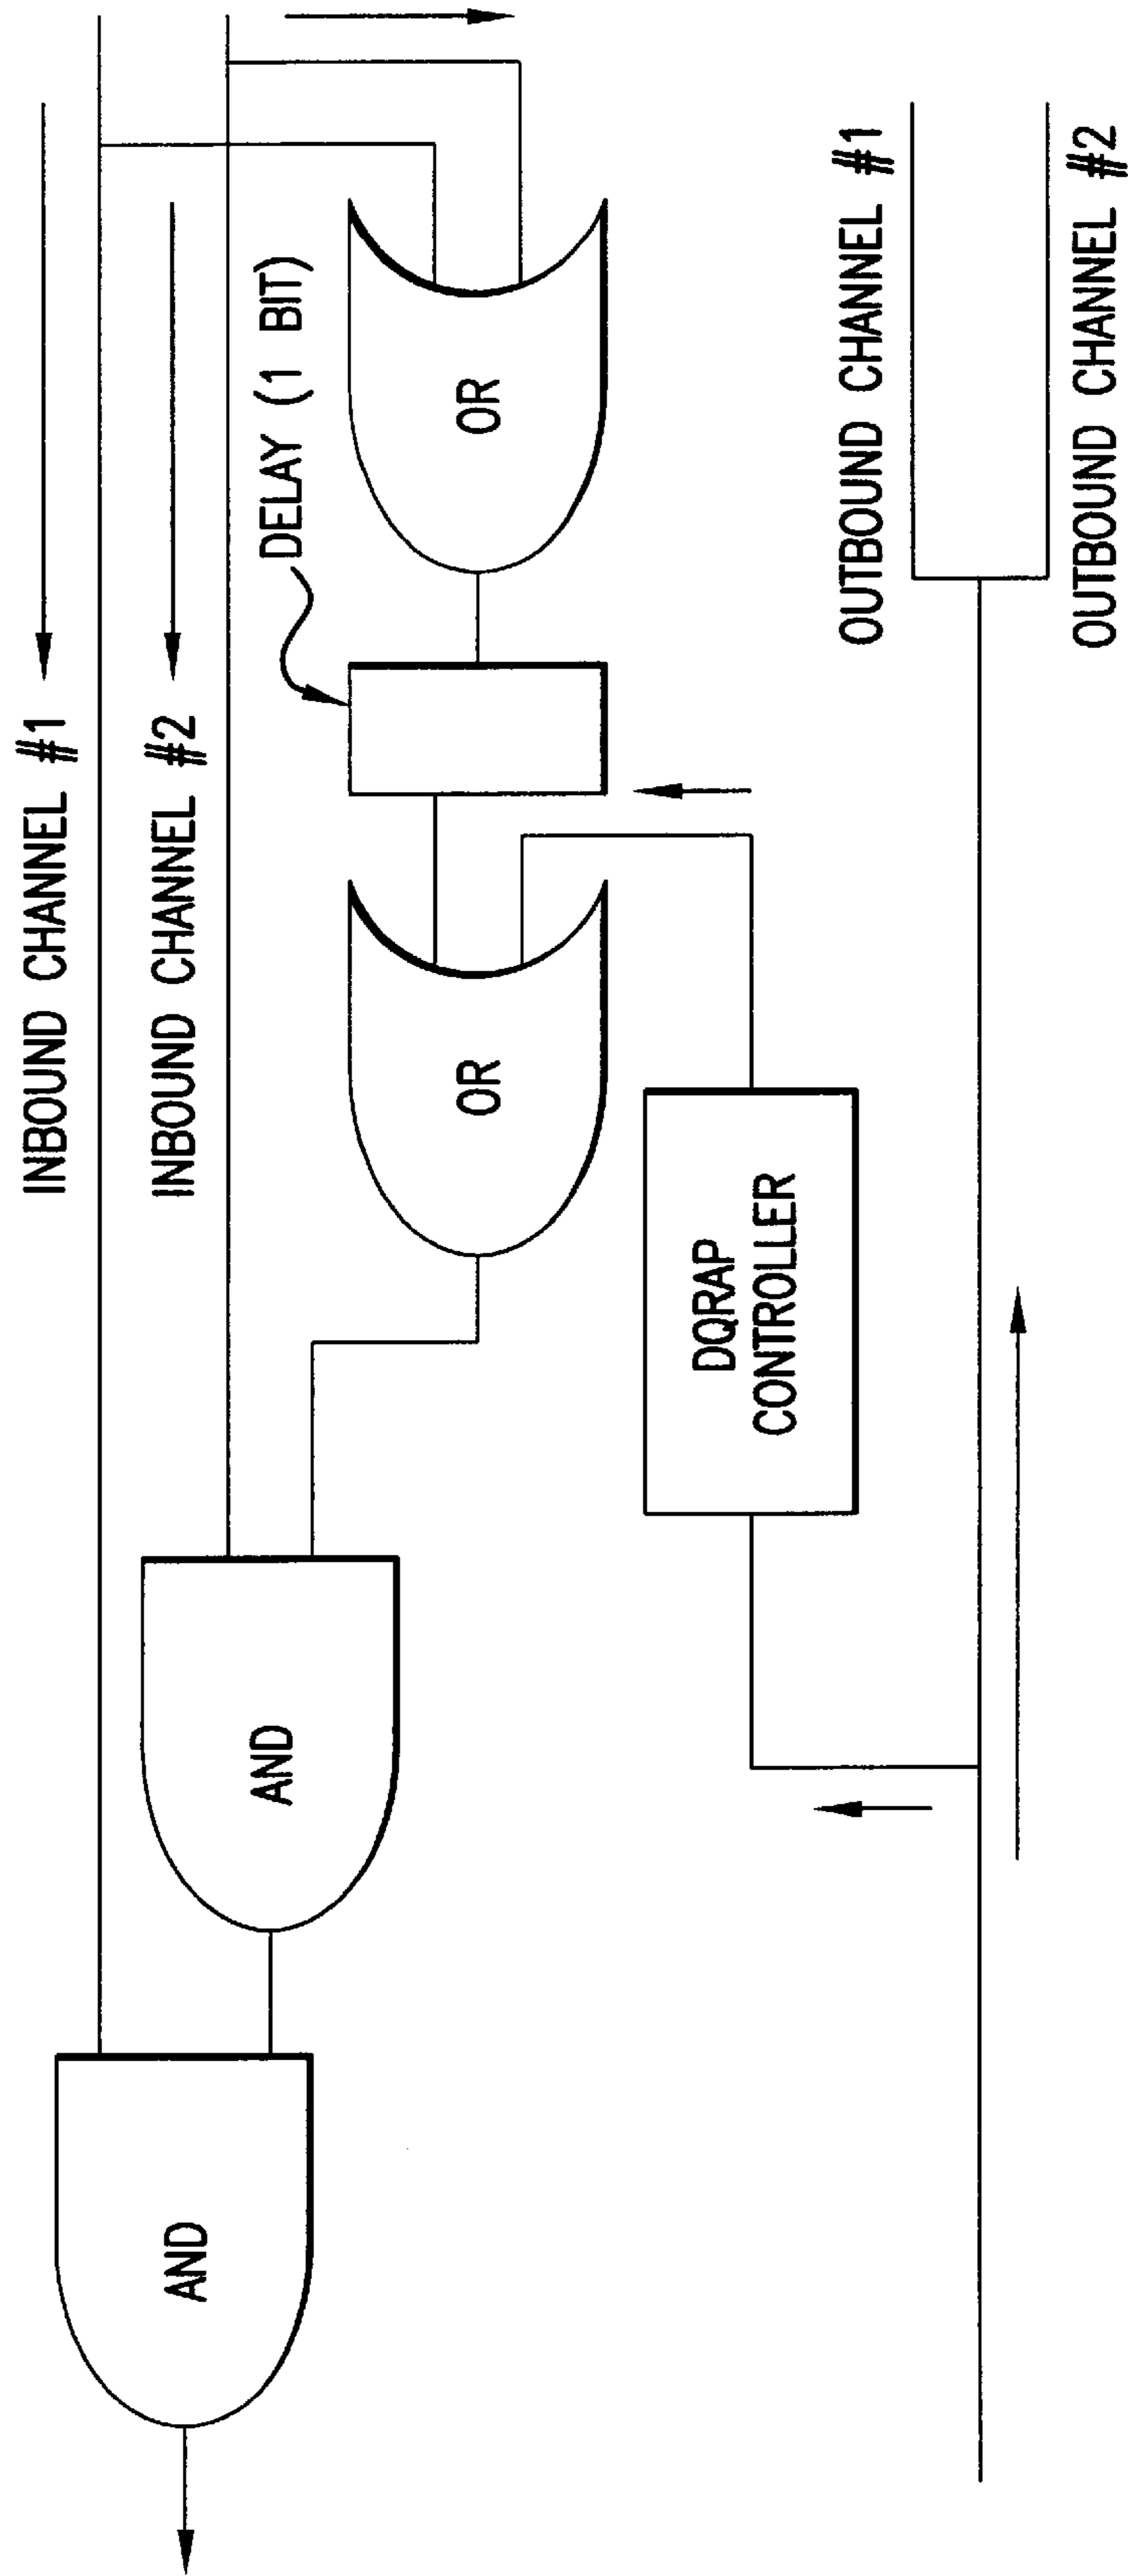 INBOUND CHANNEL #1
INBOUND CHANNEL #2
DELAY (1 BIT)
OR
OR
AND
AND
DQRAP
CONTROLLER
OUTBOUND CHANNEL #1
OUTBOUND CHANNEL #2